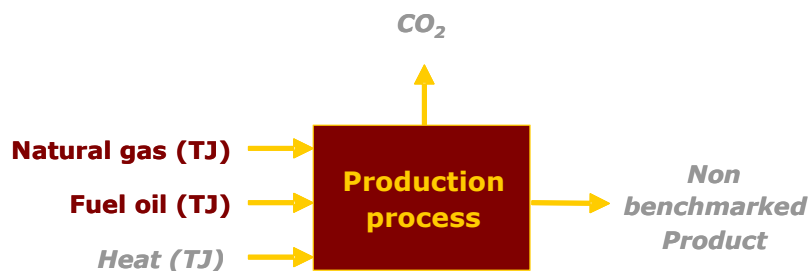 CO₂
Natural gas (TJ)
Fuel oil (TJ)
Heat (TJ)
Production
process
Non
benchmarked
Product